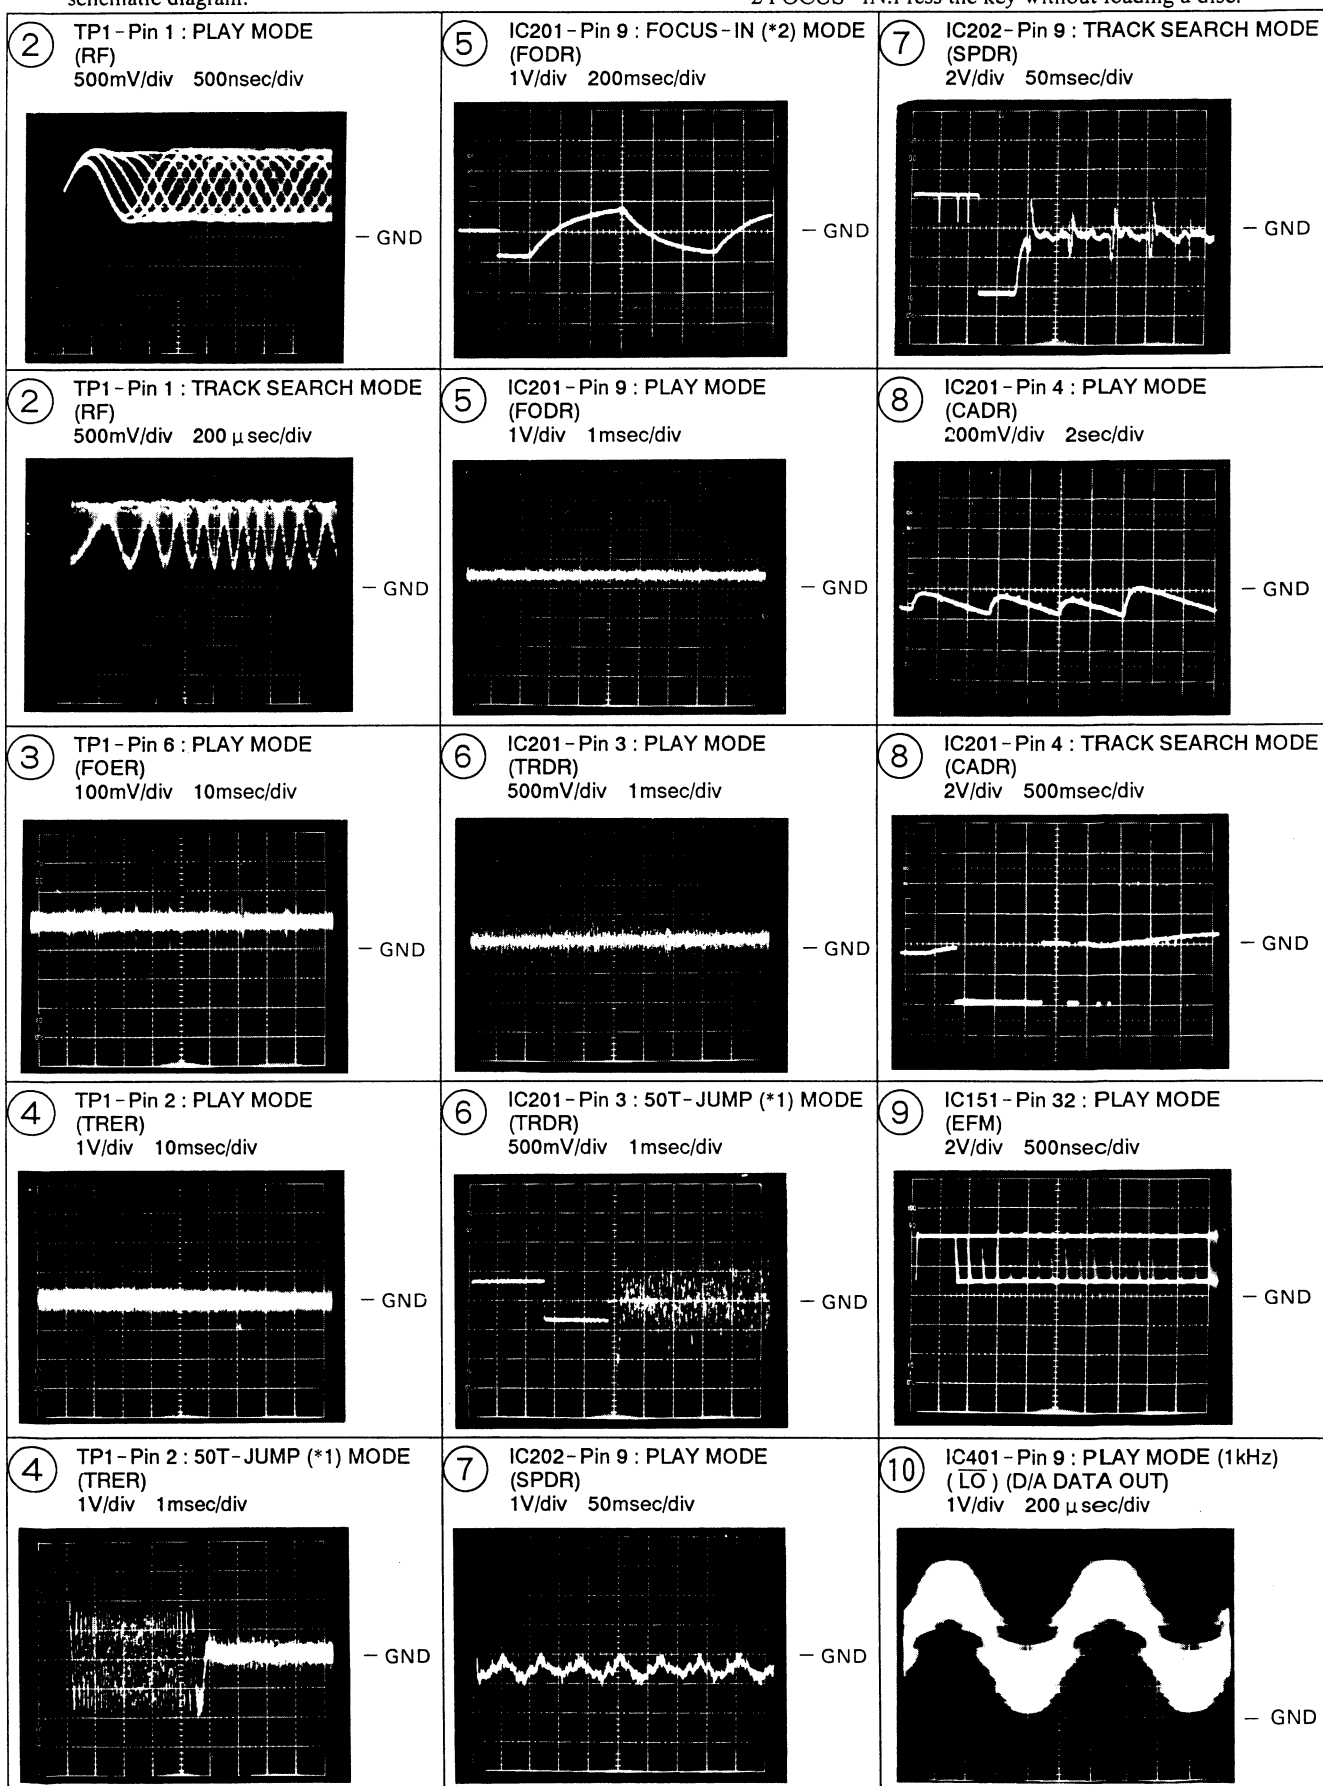 schematic diagram.
2 FOCUS-IN:Press the key without loading a disc.
② TP1-Pin 1 : PLAY MODE
(RF)
500mV/div 500nsec/div
- GND
⑤ IC201-Pin 9 : FOCUS-IN (*2) MODE
(FODR)
1V/div 200msec/div
- GND
⑦ IC202-Pin 9 : TRACK SEARCH MODE
(SPDR)
2V/div 50msec/div
- GND
② TP1-Pin 1 : TRACK SEARCH MODE
(RF)
500mV/div 200 μ sec/div
- GND
⑤ IC201-Pin 9 : PLAY MODE
(FODR)
1V/div 1msec/div
- GND
⑧ IC201-Pin 4 : PLAY MODE
(CADR)
200mV/div 2sec/div
- GND
③ TP1-Pin 6 : PLAY MODE
(FOER)
100mV/div 10msec/div
- GND
⑥ IC201-Pin 3 : PLAY MODE
(TRDR)
500mV/div 1msec/div
- GND
⑧ IC201-Pin 4 : TRACK SEARCH MODE
(CADR)
2V/div 500msec/div
- GND
④ TP1-Pin 2 : PLAY MODE
(TRER)
1V/div 10msec/div
- GND
⑥ IC201-Pin 3 : 50T-JUMP (*1) MODE
(TRDR)
500mV/div 1msec/div
- GND
⑨ IC151-Pin 32 : PLAY MODE
(EFM)
2V/div 500nsec/div
- GND
④ TP1-Pin 2 : 50T-JUMP (*1) MODE
(TRER)
1V/div 1msec/div
- GND
⑦ IC202-Pin 9 : PLAY MODE
(SPDR)
1V/div 50msec/div
- GND
⑩ IC401-Pin 9 : PLAY MODE (1kHz)
( L̅O̅ ) (D/A DATA OUT)
1V/div 200 μ sec/div
- GND